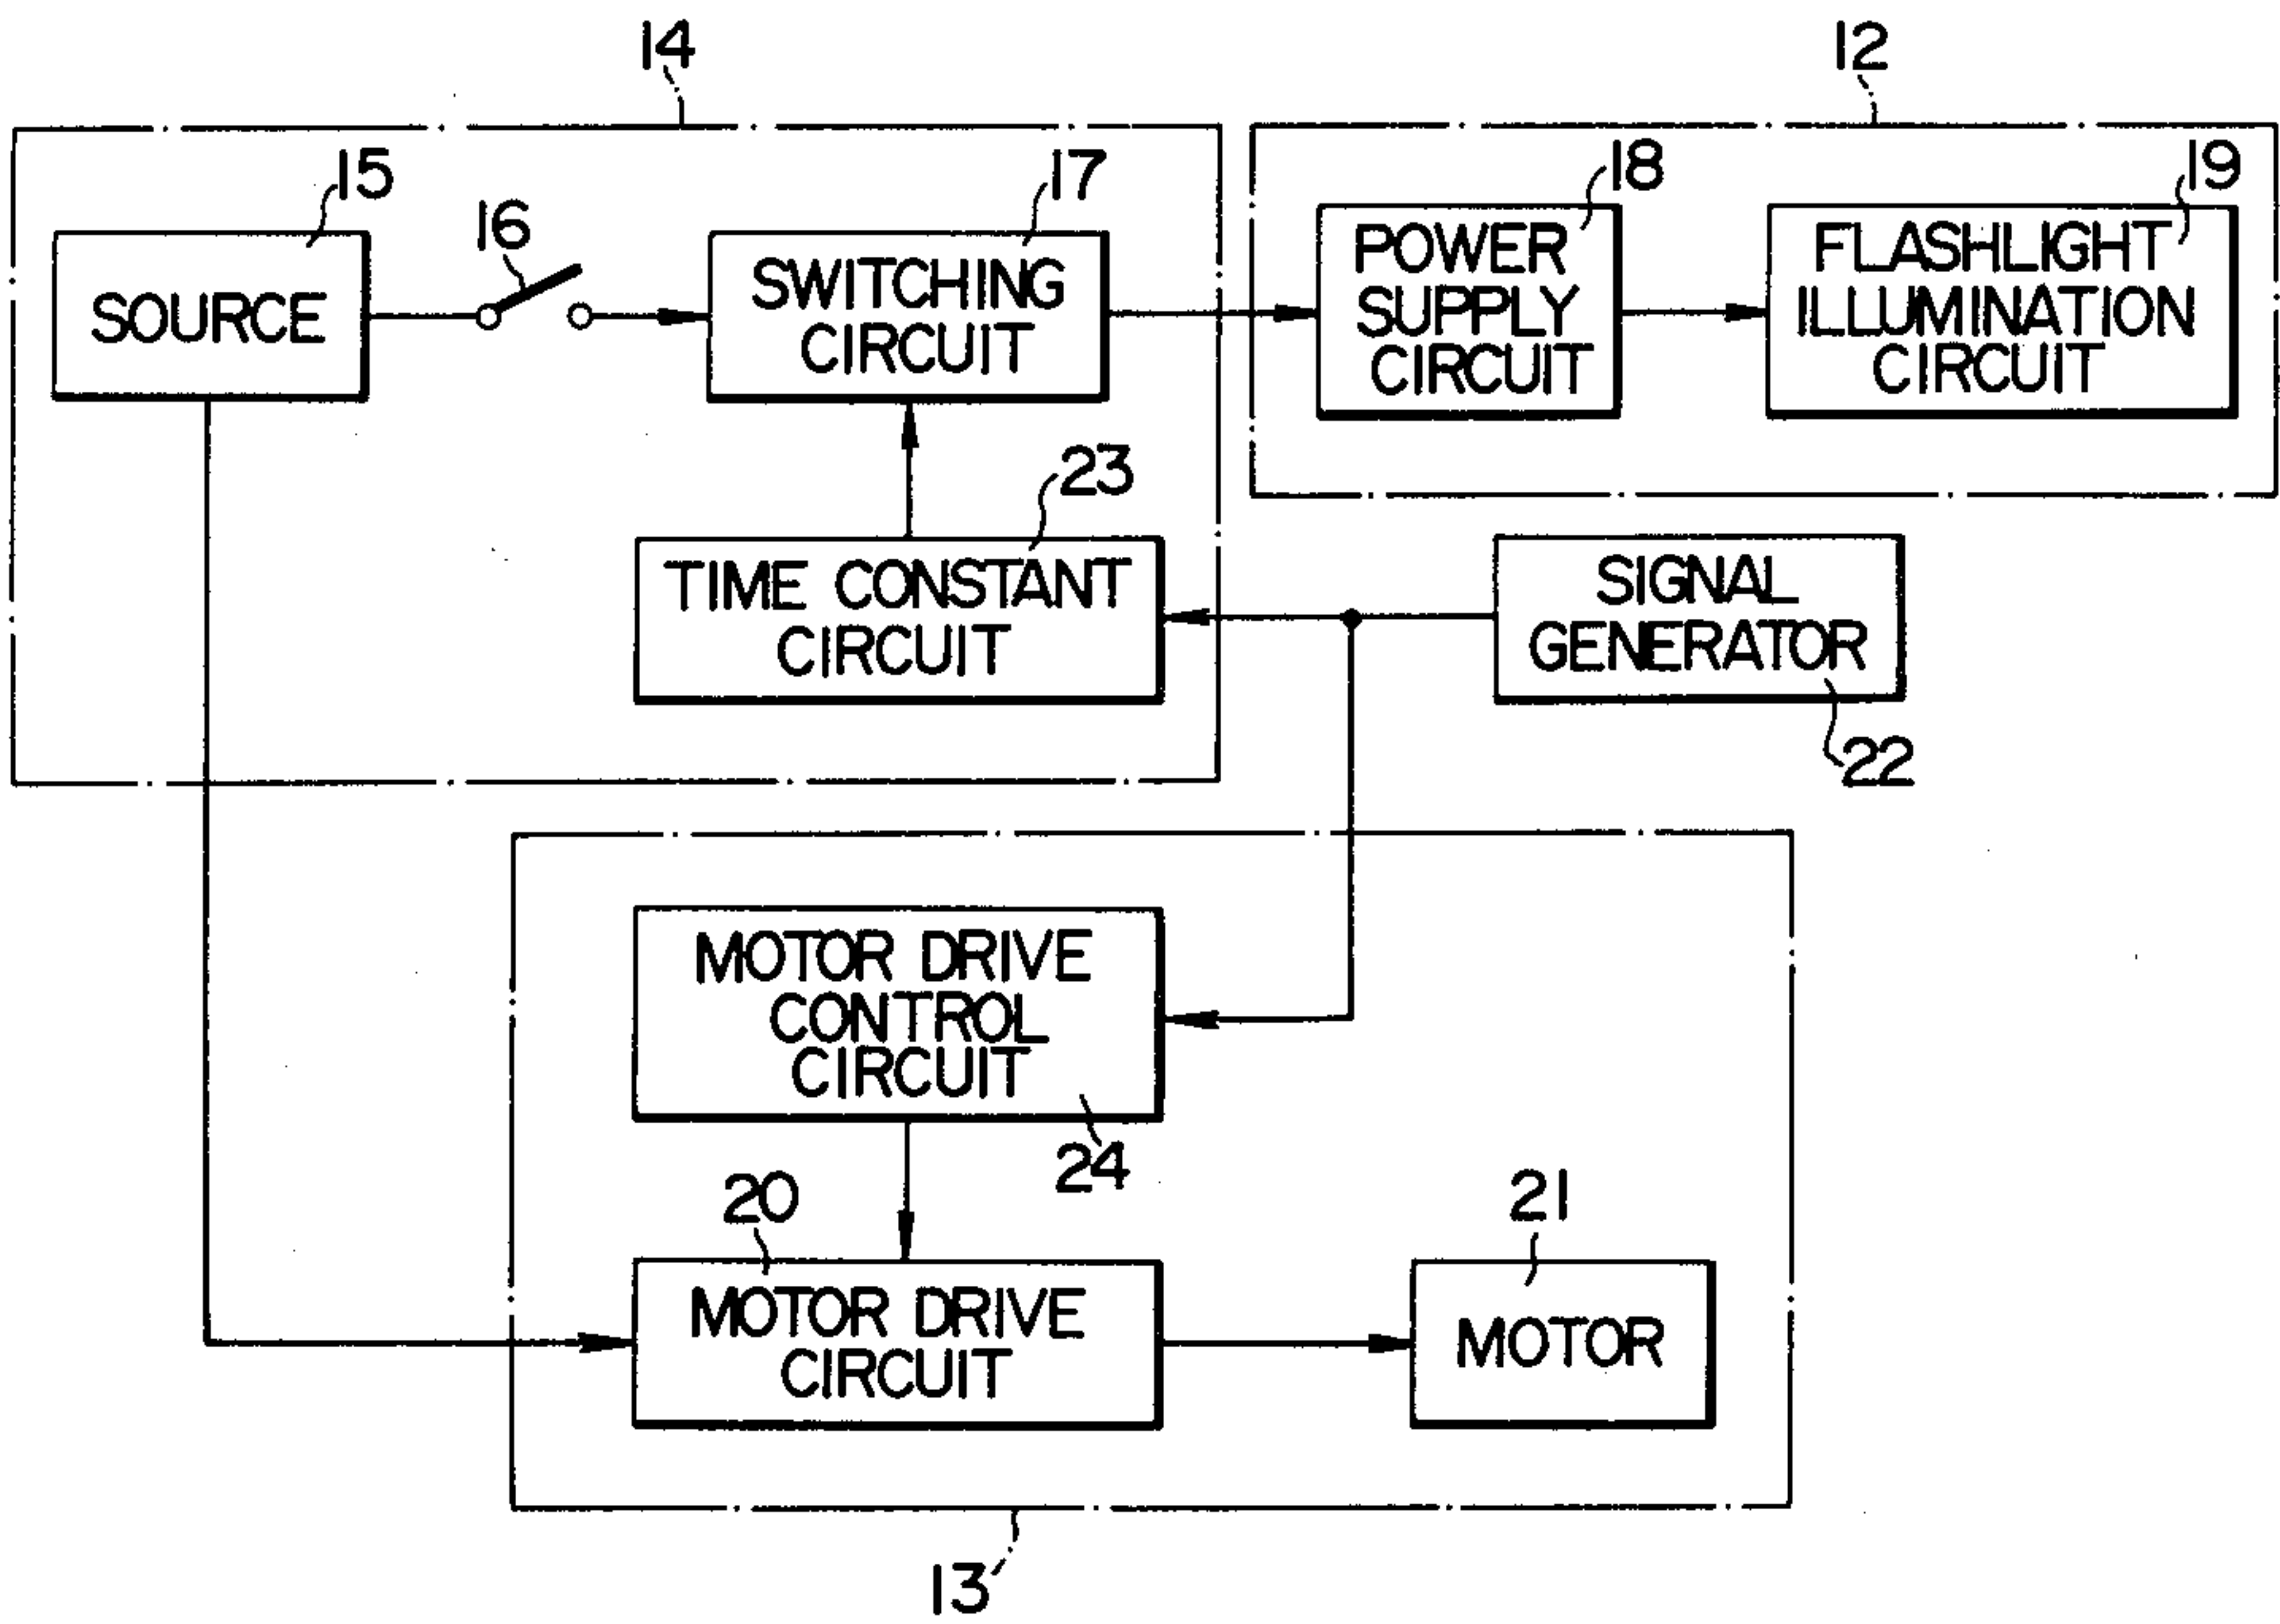 14
12
15
SOURCE
16
17
SWITCHING
CIRCUIT
18
POWER
SUPPLY
CIRCUIT
19
FLASHLIGHT
ILLUMINATION
CIRCUIT
23
TIME CONSTANT
CIRCUIT
SIGNAL
GENERATOR
22
MOTOR DRIVE
CONTROL
CIRCUIT
24
20
MOTOR DRIVE
CIRCUIT
21
MOTOR
13